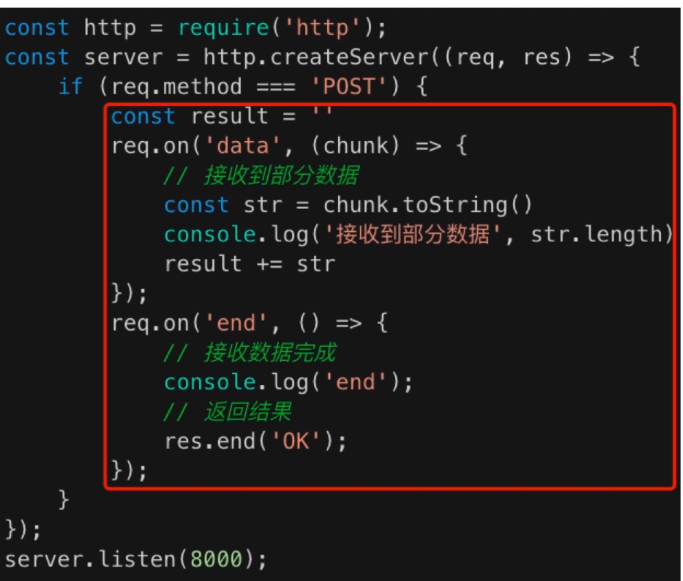 const http = require('http');
const server = http.createServer((req, res) => {
    if (req.method === 'POST') {
        const result = ''
        req.on('data', (chunk) => {
            // 接收到部分数据
            const str = chunk.toString()
            console.log('接收到部分数据', str.length)
            result += str
        });
        req.on('end', () => {
            // 接收数据完成
            console.log('end');
            // 返回结果
            res.end('OK');
        });
    }
});
server.listen(8000);